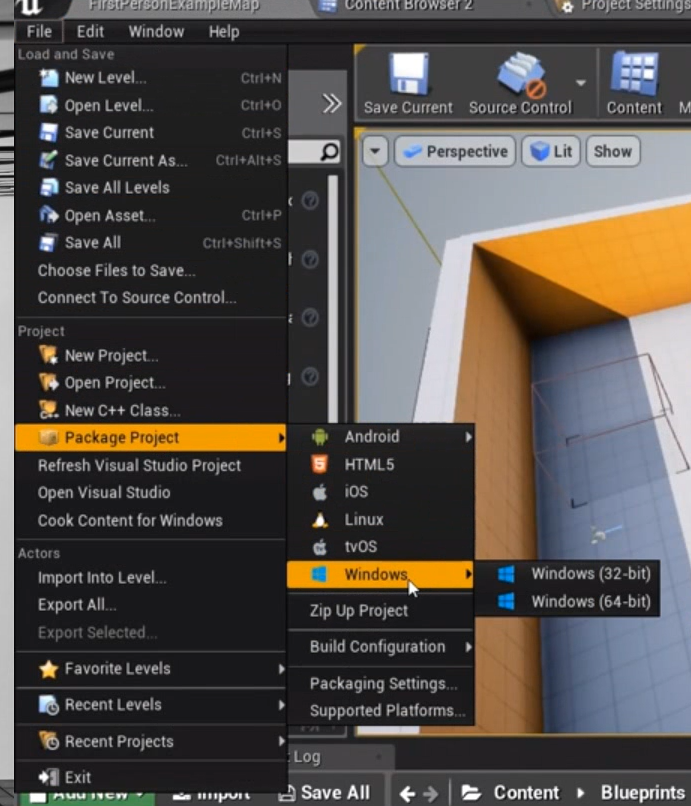 FirstPersonExampleMap
Content Browser 2
Project Settings
File Edit Window Help
Load and Save
New Level... Ctrl+N
Open Level... Ctrl+O
Save Current Ctrl+S
Save Current As... Ctrl+Alt+S
Save All Levels
Open Asset... Ctrl+P
Save All Ctrl+Shift+S
Choose Files to Save...
Connect To Source Control...
Project
New Project...
Open Project...
New C++ Class...
Package Project
Refresh Visual Studio Project
Open Visual Studio
Cook Content for Windows
Actors
Import Into Level...
Export All...
Export Selected...
Favorite Levels
Recent Levels
Recent Projects
Exit
Android
HTML5
iOS
Linux
tvOS
Windows
Zip Up Project
Build Configuration
Packaging Settings...
Supported Platforms...
Windows (32-bit)
Windows (64-bit)
Save Current
Source Control
Content
Perspective
Lit
Show
Log
Add New
Import
Save All
Content
Blueprints